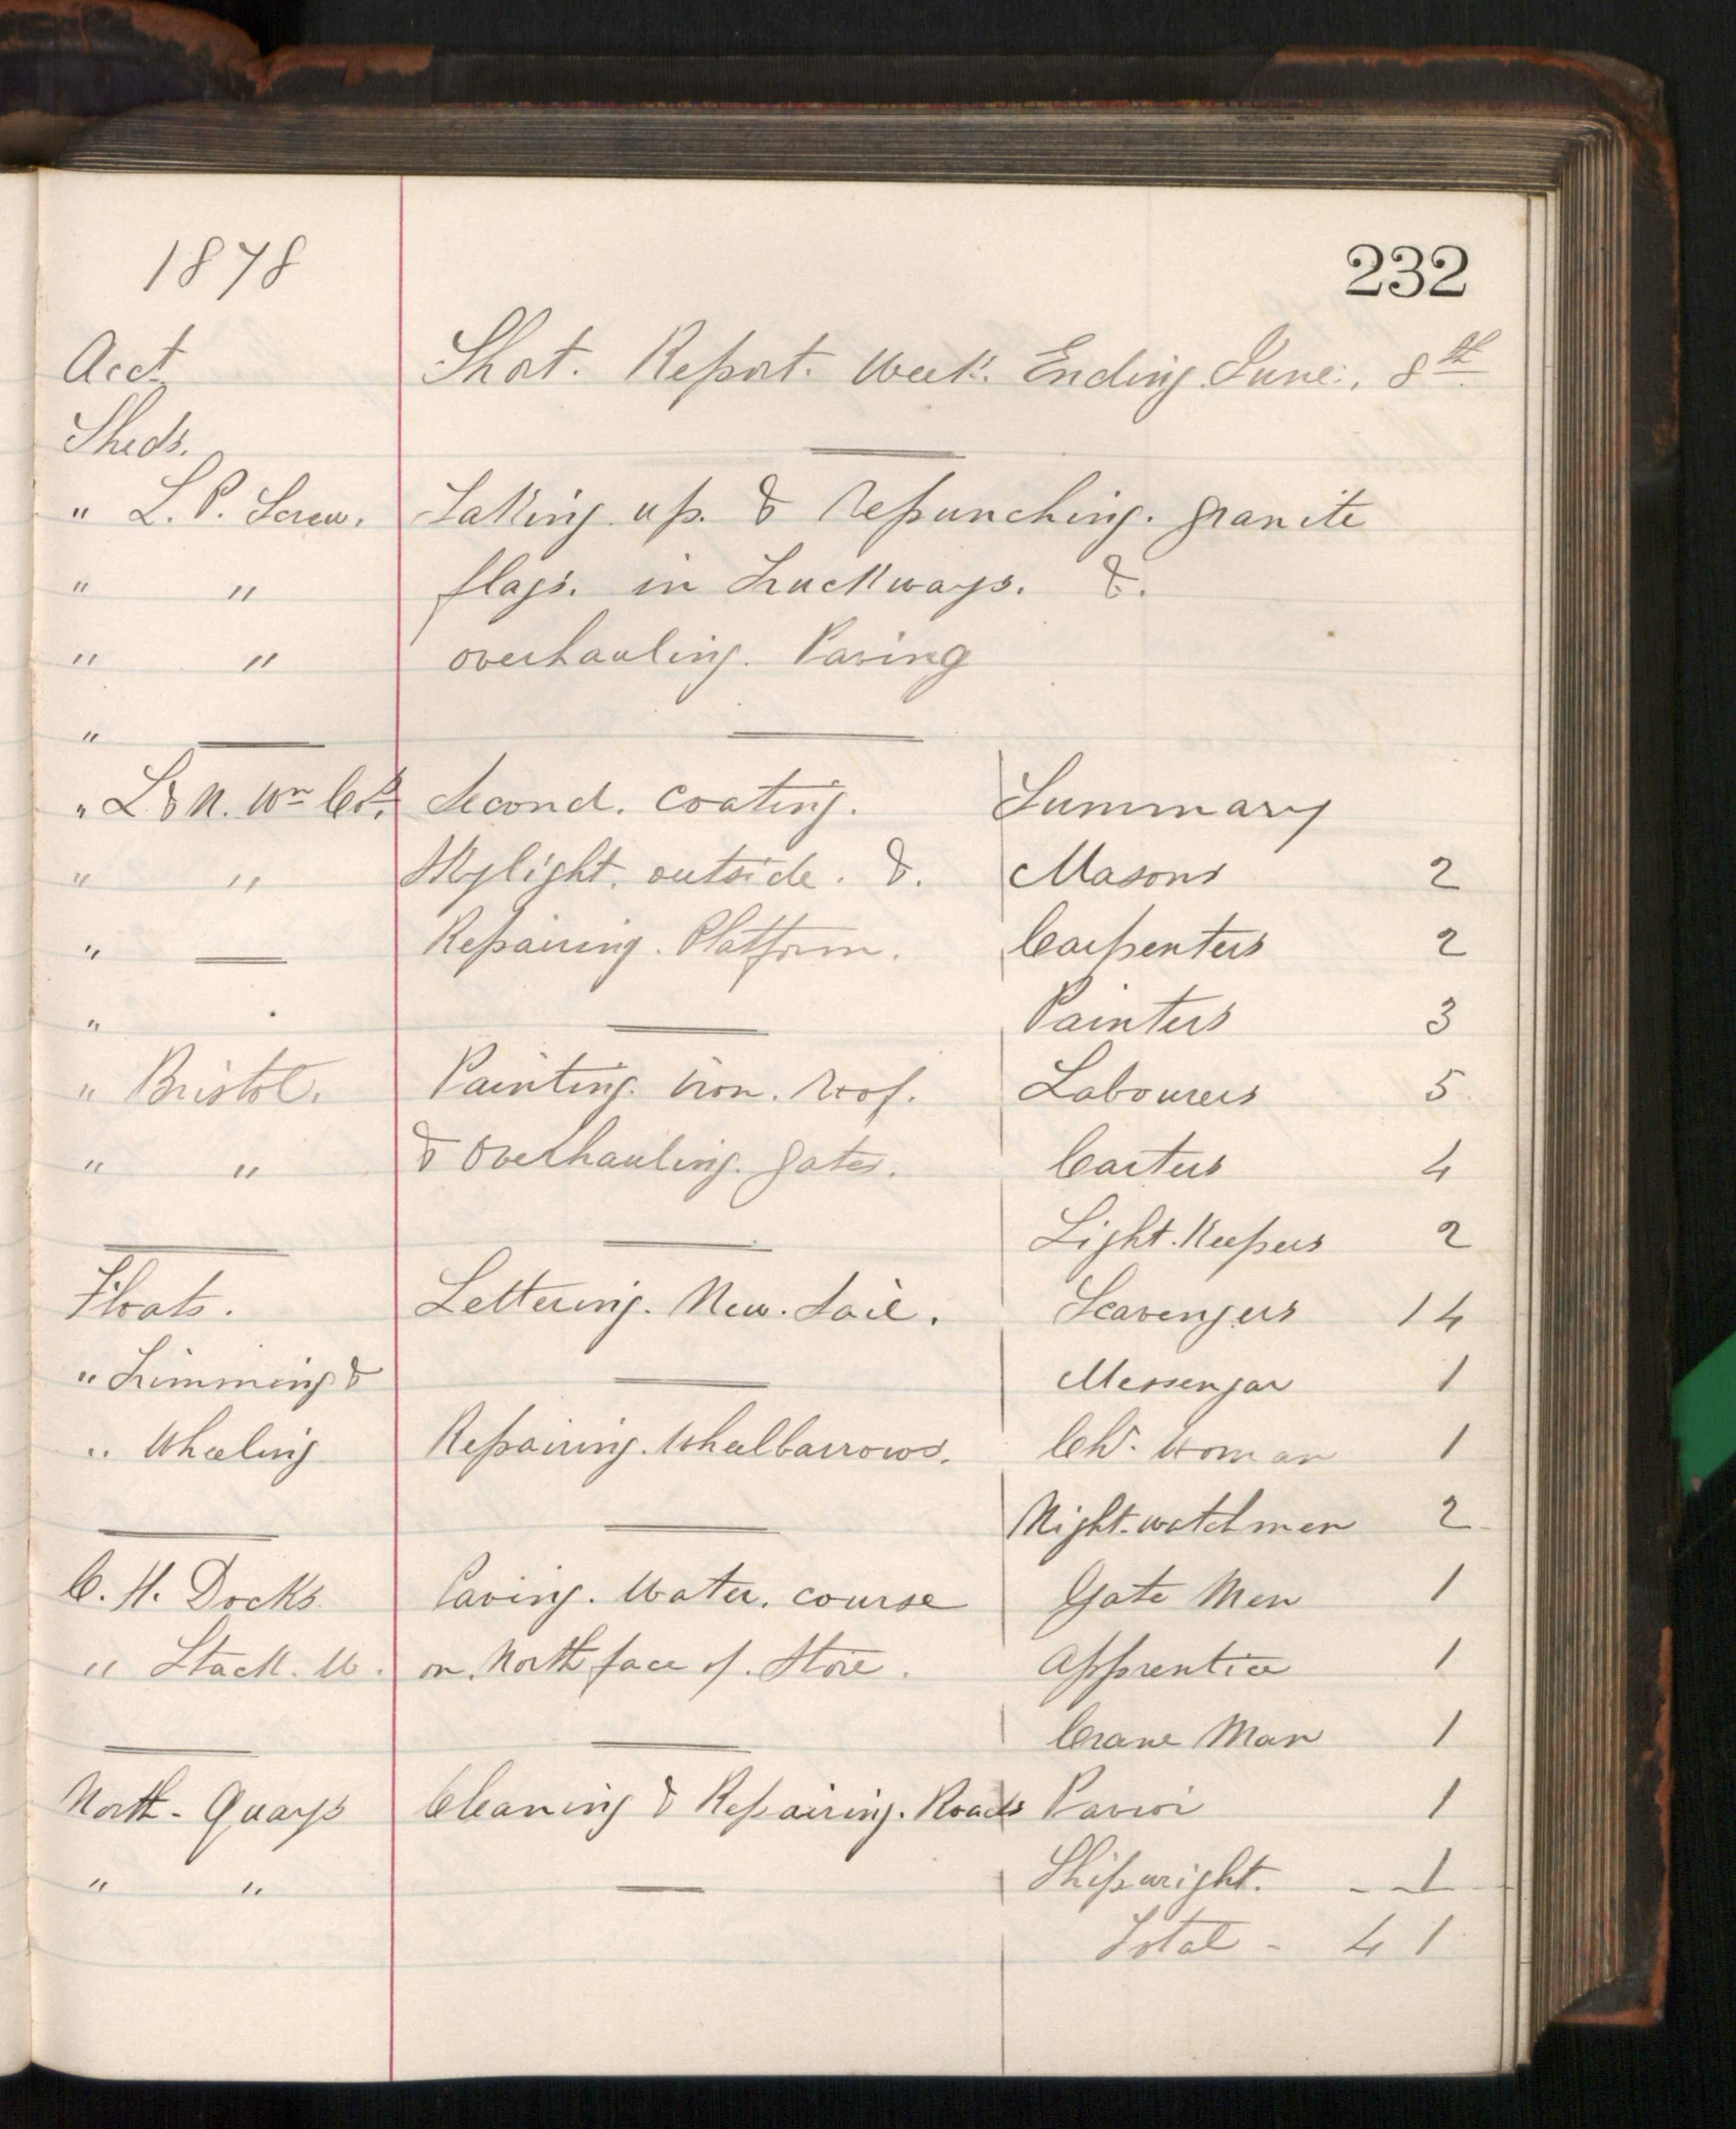 1878
232
Acct. Short. Report. Week. Ending June. 8th
Sheds.
" L. P. Screw. Taking. up. & Repunching. granite
" " flags. in Truckways. &.
" " overhauling. Paving
"
" L & N. Wn Co. Second. Coating. Summary
" " Skylight. outside. &. Masons 2
" Repairing. Platform. Carpenters 2
" Painters 3
" Bristol. Painting. iron. roof. Labourers 5
" " & Overhauling. gates. Carters 4
Light. Keepers 2
Floats. Lettering. New. Sail. Scavengers 14
" Trimming & Messengar 1
" Wheeling Repairing. Wheelbarrows. Ch. Woman 1
Night. watchmen 2
C. H. Docks Paving. Water. course Gate Men 1
" Stack. W. on. North face of. Store. Apprentice 1
Crane Man 1
North - Quays Cleaning & Repairing. Roads Pavior 1
" " Shipwright. - 1
Total - 41